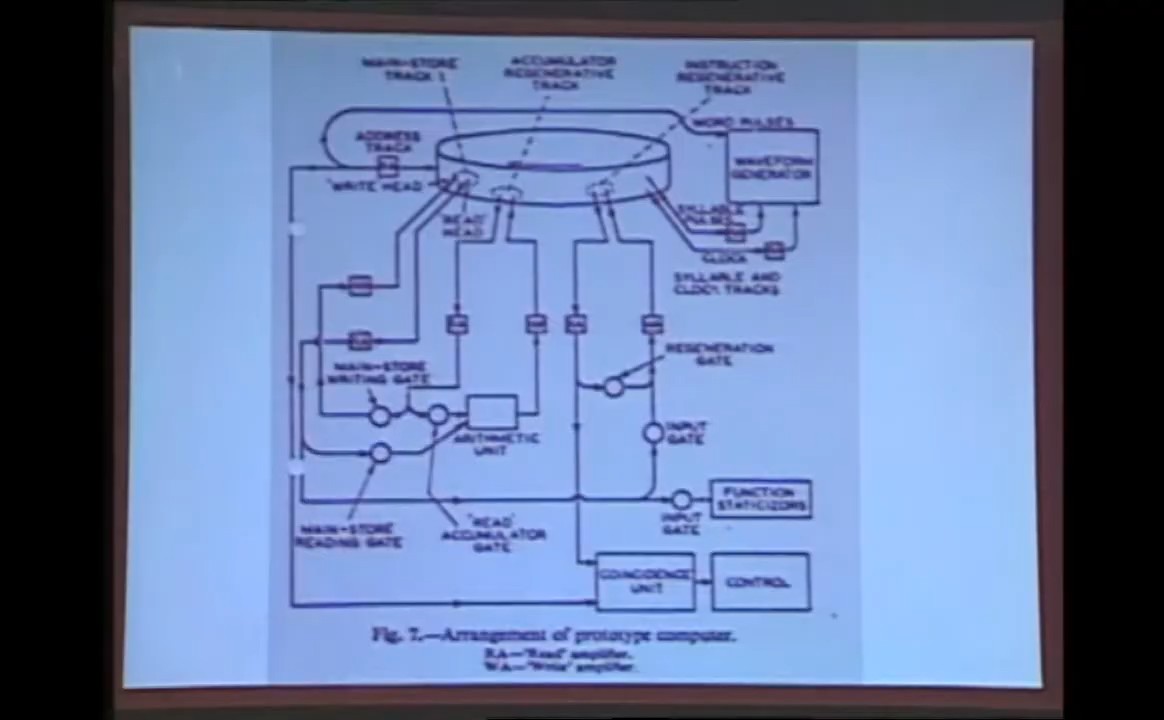 MAIN-STORE
TRACK 1
ACCUMULATOR
REGENERATIVE
TRACK
INSTRUCTION
REGENERATIVE
TRACK
WORD PULSES
ADDRESS
TRACK
WAVEFORM
GENERATOR
'WRITE' HEAD
'READ'
HEAD
SYLLABLE
PULSES
CLOCK
SYLLABLE AND
CLOCK TRACKS
REGENERATION
GATE
MAIN-STORE
WRITING GATE
ARITHMETIC
UNIT
INPUT
GATE
FUNCTION
STATICIZORS
INPUT
GATE
MAIN-STORE
READING GATE
'READ'
ACCUMULATOR
GATE
COINCIDENCE
UNIT
CONTROL
Fig. 7.—Arrangement of prototype computer.
RA—'Read' amplifier.
WA—'Write' amplifier.